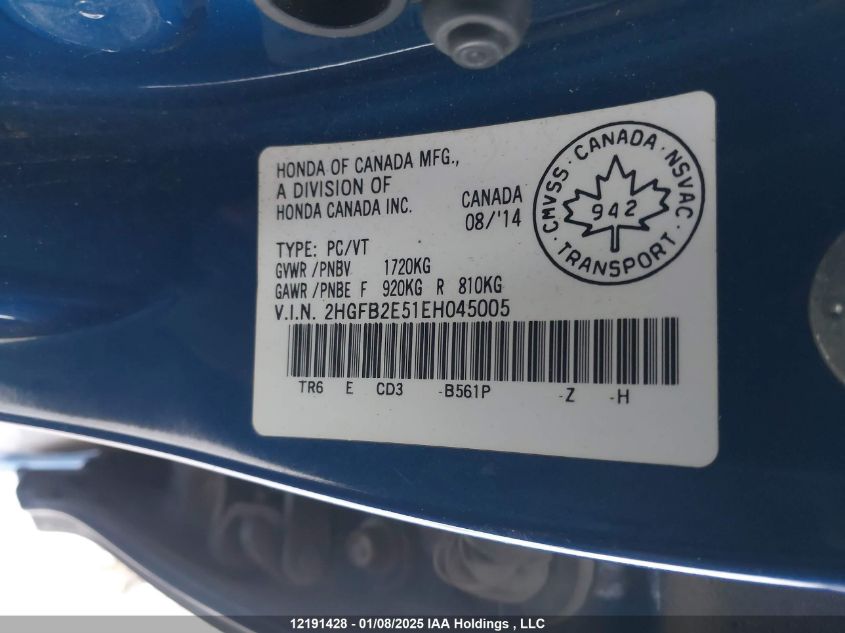 HONDA OF CANADA MFG.,
A DIVISION OF
HONDA CANADA INC.
CANADA
08/'14
TYPE: PC/VT
GVWR /PNBV 1720KG
GAWR /PNBE F 920KG R 810KG
V.I.N. 2HGFB2E51EH045005
TR6 E CD3 -B561P -Z -H
CMVSS · CANADA · NSVAC
942
· TRANSPORT ·
12191428 - 01/08/2025 IAA Holdings , LLC